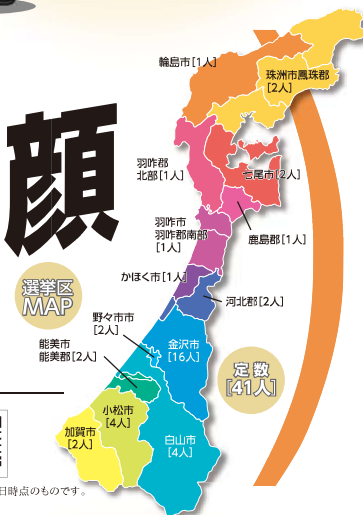 輪島市[1人]
珠洲市鳳珠郡
[2人]
顔
羽咋郡
北部[1人]
七尾市[2人]
羽咋市
羽咋郡南部
[1人]
鹿島郡[1人]
選挙区
MAP
かほく市[1人]
河北郡[2人]
野々市市
[2人]
能美市
能美郡[2人]
金沢市
[16人]
定数
[41人]
小松市
[4人]
加賀市
[2人]
白山市
[4人]
日時点のものです。